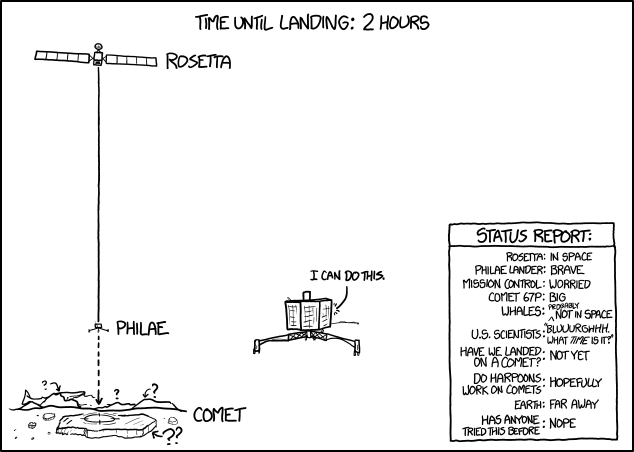 TIME UNTIL LANDING: 2 HOURS
ROSETTA
I CAN DO THIS.
PHILAE
?
?
?
COMET
??
STATUS REPORT:
ROSETTA: IN SPACE
PHILAE LANDER: BRAVE
MISSION CONTROL: WORRIED
COMET 67P: BIG
WHALES: PROBABLY NOT IN SPACE
U.S. SCIENTISTS: "BLUUURGHHH.
WHAT TIME IS IT?"
HAVE WE LANDED
ON A COMET?: NOT YET
DO HARPOONS
WORK ON COMETS: HOPEFULLY
EARTH: FAR AWAY
HAS ANYONE
TRIED THIS BEFORE: NOPE